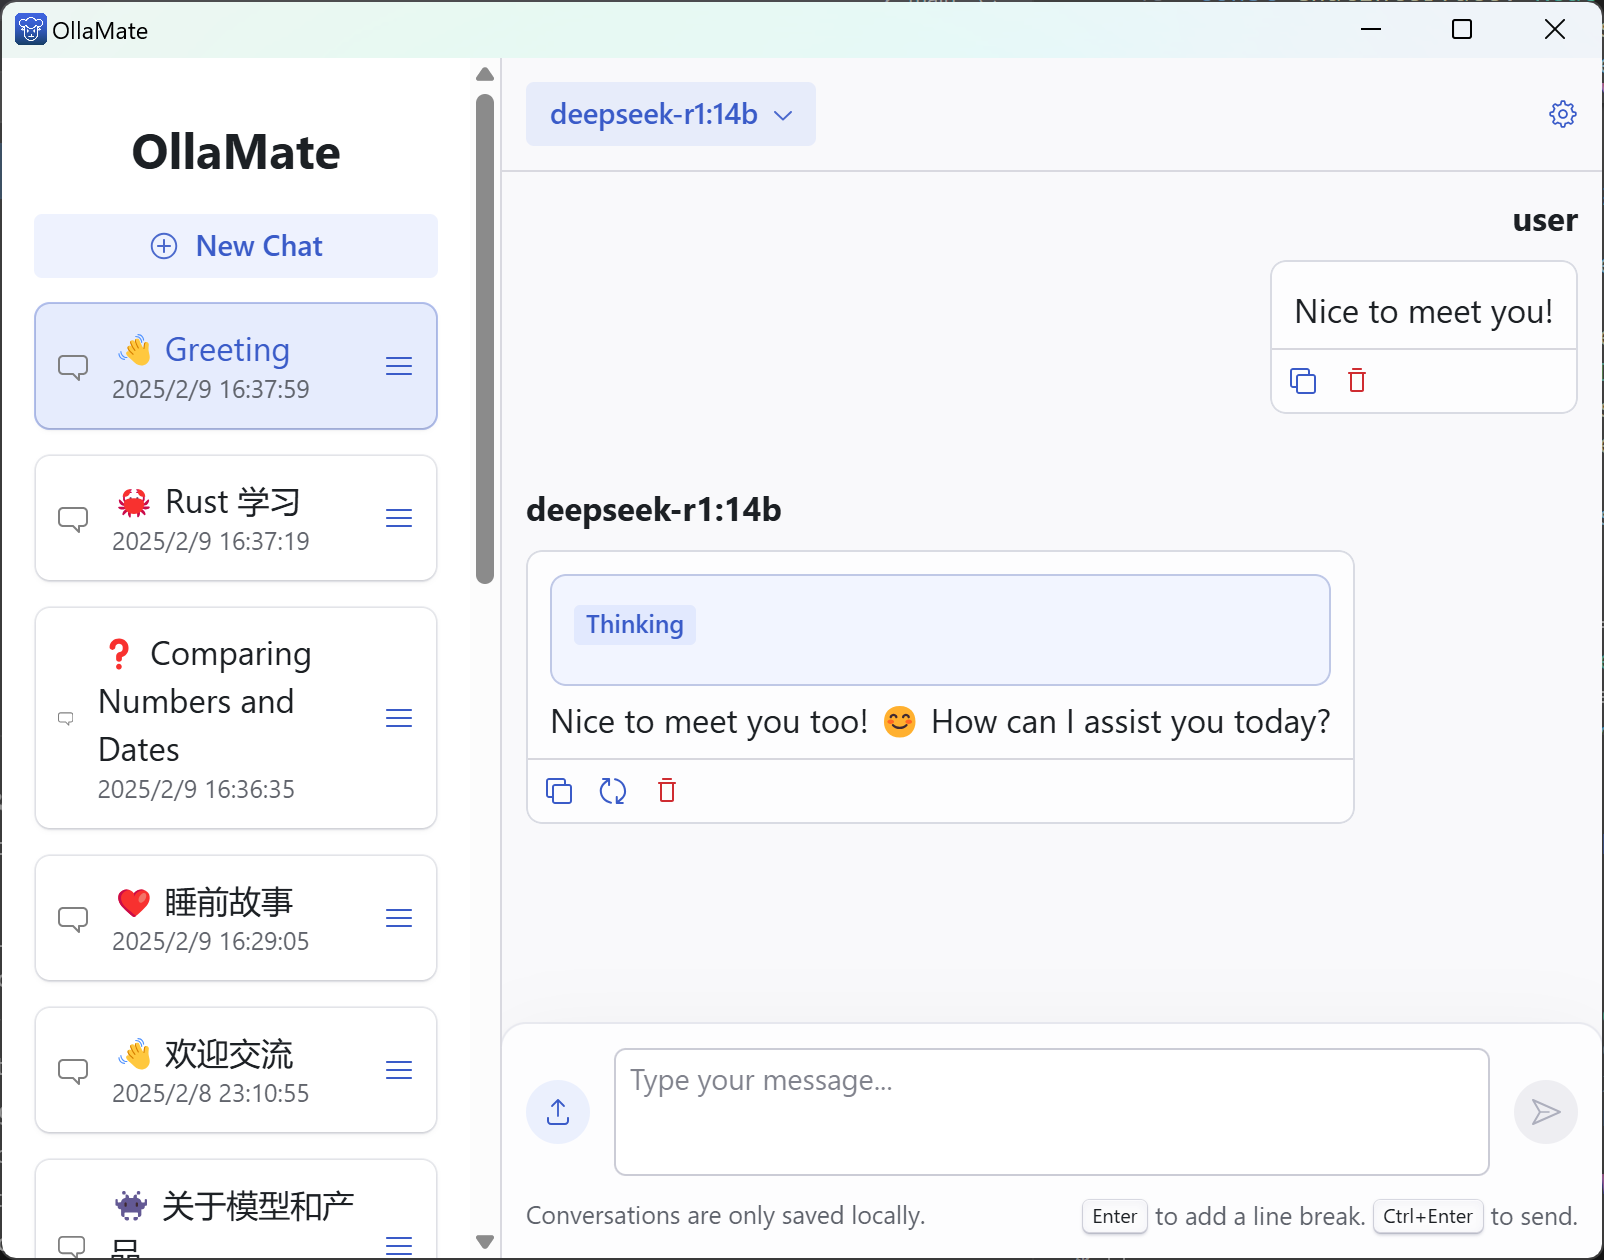 OllaMate
OllaMate
New Chat
👋 Greeting
2025/2/9 16:37:59
🦀 Rust 学习
2025/2/9 16:37:19
❓ Comparing
Numbers and
Dates
2025/2/9 16:36:35
❤️ 睡前故事
2025/2/9 16:29:05
👋 欢迎交流
2025/2/8 23:10:55
👾 关于模型和产
品
deepseek-r1:14b
user
Nice to meet you!
deepseek-r1:14b
Thinking
Nice to meet you too! 😊 How can I assist you today?
Type your message...
Conversations are only saved locally.
Enter to add a line break. Ctrl+Enter to send.